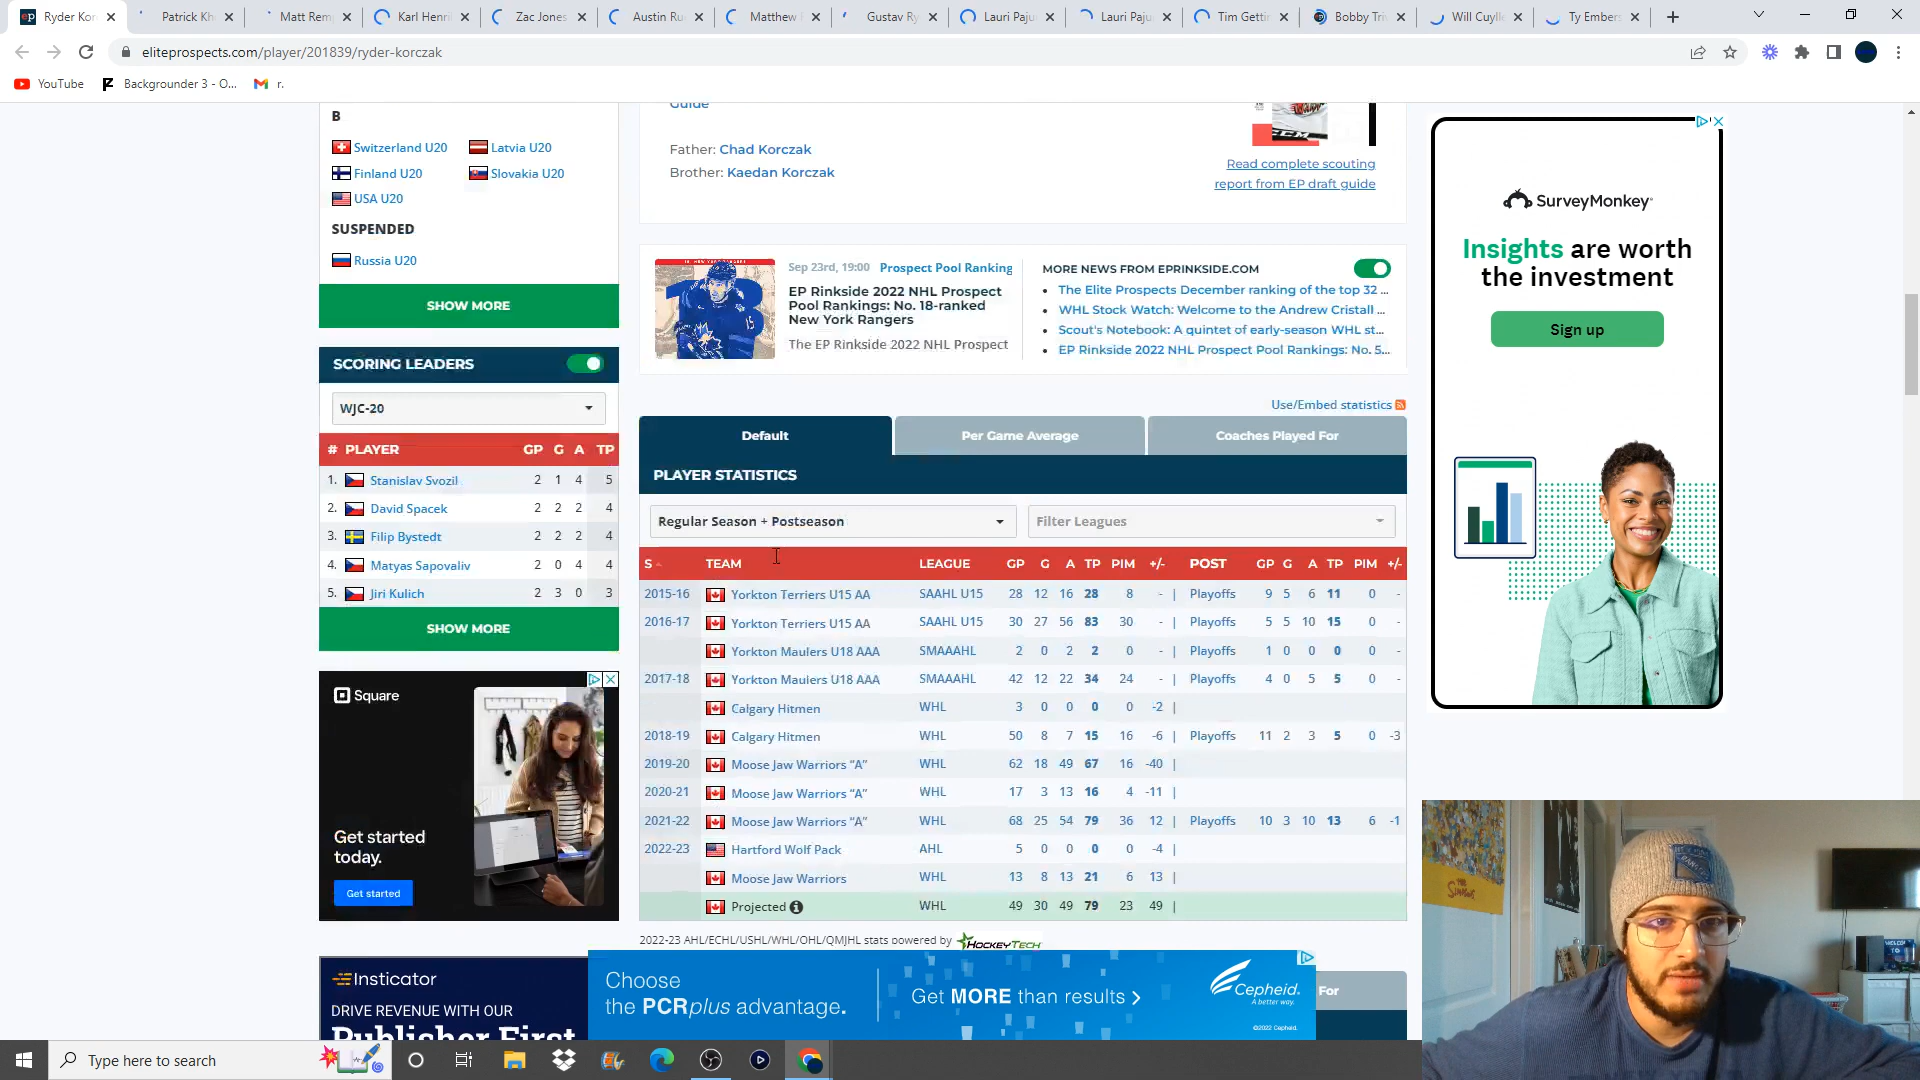 Ryder Kor
Patrick Kh
Matt Rem
Karl Henri
Zac Jones
Austin Ru
Matthew
Gustav Ry
Lauri Paju
Lauri Paju
Tim Gettin
Bobby Tri
Will Cuylle
Ty Embers
eliteprospects.com/player/201839/ryder-korczak
YouTube
Backgrounder 3 - O...
r.
B
Switzerland U20
Latvia U20
Finland U20
Slovakia U20
USA U20
SUSPENDED
Russia U20
SHOW MORE
SCORING LEADERS
WJC-20
# PLAYER GP G A TP
1. Stanislav Svozil 2 1 4 5
2. David Spacek 2 2 2 4
3. Filip Bystedt 2 2 2 4
4. Matyas Sapovaliv 2 0 4 4
5. Jiri Kulich 2 3 0 3
SHOW MORE
Square
Get started
today.
Get started
Insticator
DRIVE REVENUE WITH OUR
Publisher First
Guide
Father: Chad Korczak
Brother: Kaedan Korczak
Read complete scouting
report from EP draft guide
Sep 23rd, 19:00 Prospect Pool Ranking
EP Rinkside 2022 NHL Prospect
Pool Rankings: No. 18-ranked
New York Rangers
The EP Rinkside 2022 NHL Prospect
MORE NEWS FROM EPRINKSIDE.COM
The Elite Prospects December ranking of the top 32 ...
WHL Stock Watch: Welcome to the Andrew Cristall ...
Scout's Notebook: A quintet of early-season WHL st...
EP Rinkside 2022 NHL Prospect Pool Rankings: No. 5...
Use/Embed statistics
Default
Per Game Average
Coaches Played For
PLAYER STATISTICS
Regular Season + Postseason
Filter Leagues
S TEAM LEAGUE GP G A TP PIM +/- POST GP G A TP PIM +/-
2015-16 Yorkton Terriers U15 AA SAAHL U15 28 12 16 28 8 - | Playoffs 9 5 6 11 0 -
2016-17 Yorkton Terriers U15 AA SAAHL U15 30 27 56 83 30 - | Playoffs 5 5 10 15 0 -
Yorkton Maulers U18 AAA SMAAAHL 2 0 2 2 0 - | Playoffs 1 0 0 0 0 -
2017-18 Yorkton Maulers U18 AAA SMAAAHL 42 12 22 34 24 - | Playoffs 4 0 5 5 0 -
Calgary Hitmen WHL 3 0 0 0 0 -2 |
2018-19 Calgary Hitmen WHL 50 8 7 15 16 -6 | Playoffs 11 2 3 5 0 -3
2019-20 Moose Jaw Warriors “A” WHL 62 18 49 67 16 -40 |
2020-21 Moose Jaw Warriors “A” WHL 17 3 13 16 4 -11 |
2021-22 Moose Jaw Warriors “A” WHL 68 25 54 79 36 12 | Playoffs 10 3 10 13 6 -1
2022-23 Hartford Wolf Pack AHL 5 0 0 0 0 -4 |
Moose Jaw Warriors WHL 13 8 13 21 6 13 |
Projected WHL 49 30 49 79 23 49 |
2022-23 AHL/ECHL/USHL/WHL/OHL/QMJHL stats powered by HOCKEYTECH
For
Choose
the PCRplus advantage.
Get MORE than results >
Cepheid.
A better way.
©2022 Cepheid.
SurveyMonkey
Insights are worth
the investment
Sign up
THE SIMPSONS
RANGERS
Type here to search